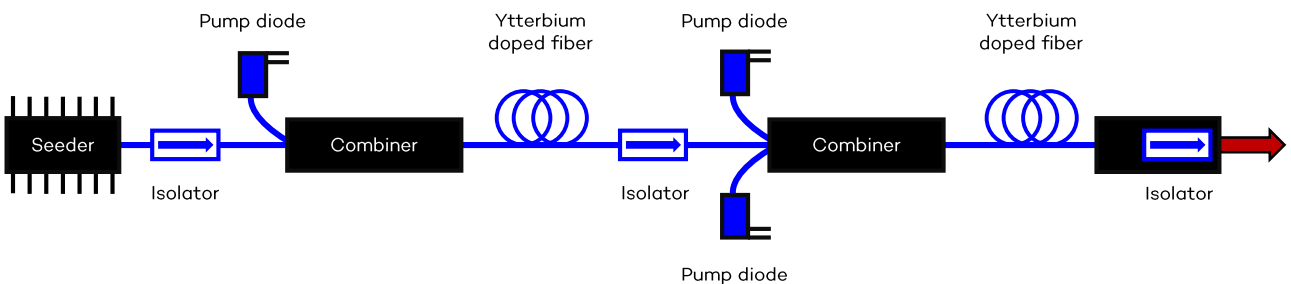 Pump diode
Ytterbium
doped fiber
Pump diode
Ytterbium
doped fiber
Seeder
Isolator
Combiner
Isolator
Combiner
Isolator
Pump diode